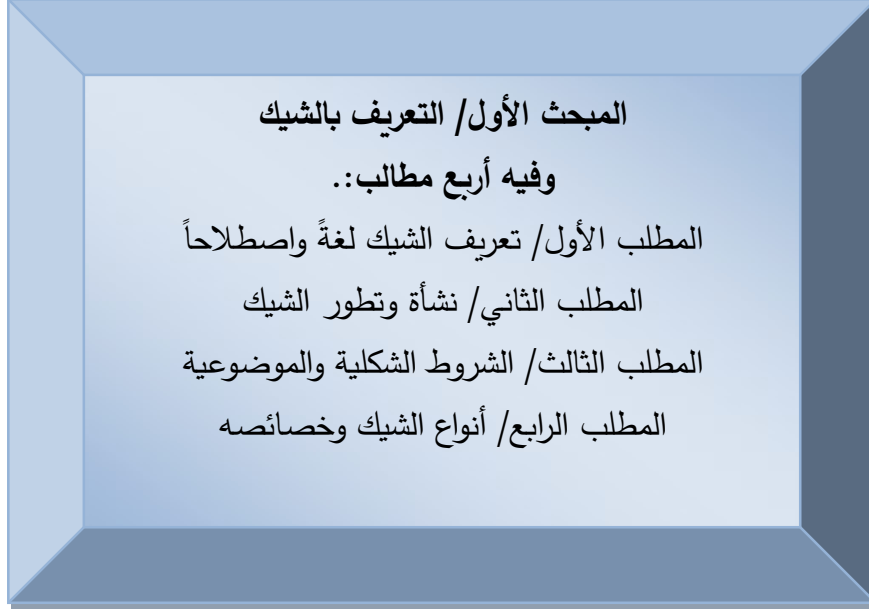 المبحث الأول/ التعريف بالشيك
وفيه أربع مطالب:.
المطلب الأول/ تعريف الشيك لغةً واصطلاحاً
المطلب الثاني/ نشأة وتطور الشيك
المطلب الثالث/ الشروط الشكلية والموضوعية
المطلب الرابع/ أنواع الشيك وخصائصه